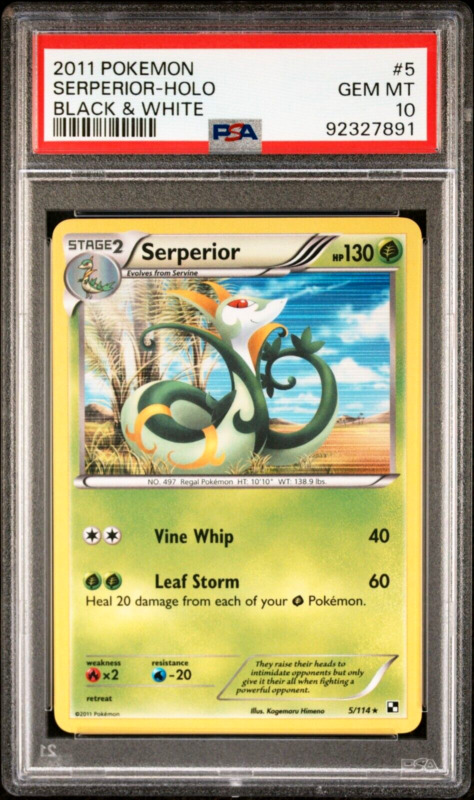 2011 POKEMON #5
SERPERIOR-HOLO GEM MT
BLACK & WHITE 10
PSA 92327891
STAGE2 Serperior HP130
Evolves from Servine
NO. 497 Regal Pokémon HT: 10'10" WT: 138.9 lbs.
Vine Whip 40
Leaf Storm 60
Heal 20 damage from each of your Pokémon.
weakness resistance
×2 -20
They raise their heads to
intimidate opponents but only
give it their all when fighting a
powerful opponent.
retreat
©2011 Pokémon Illus. Kagemaru Himeno 5/114 ★
21 PSA